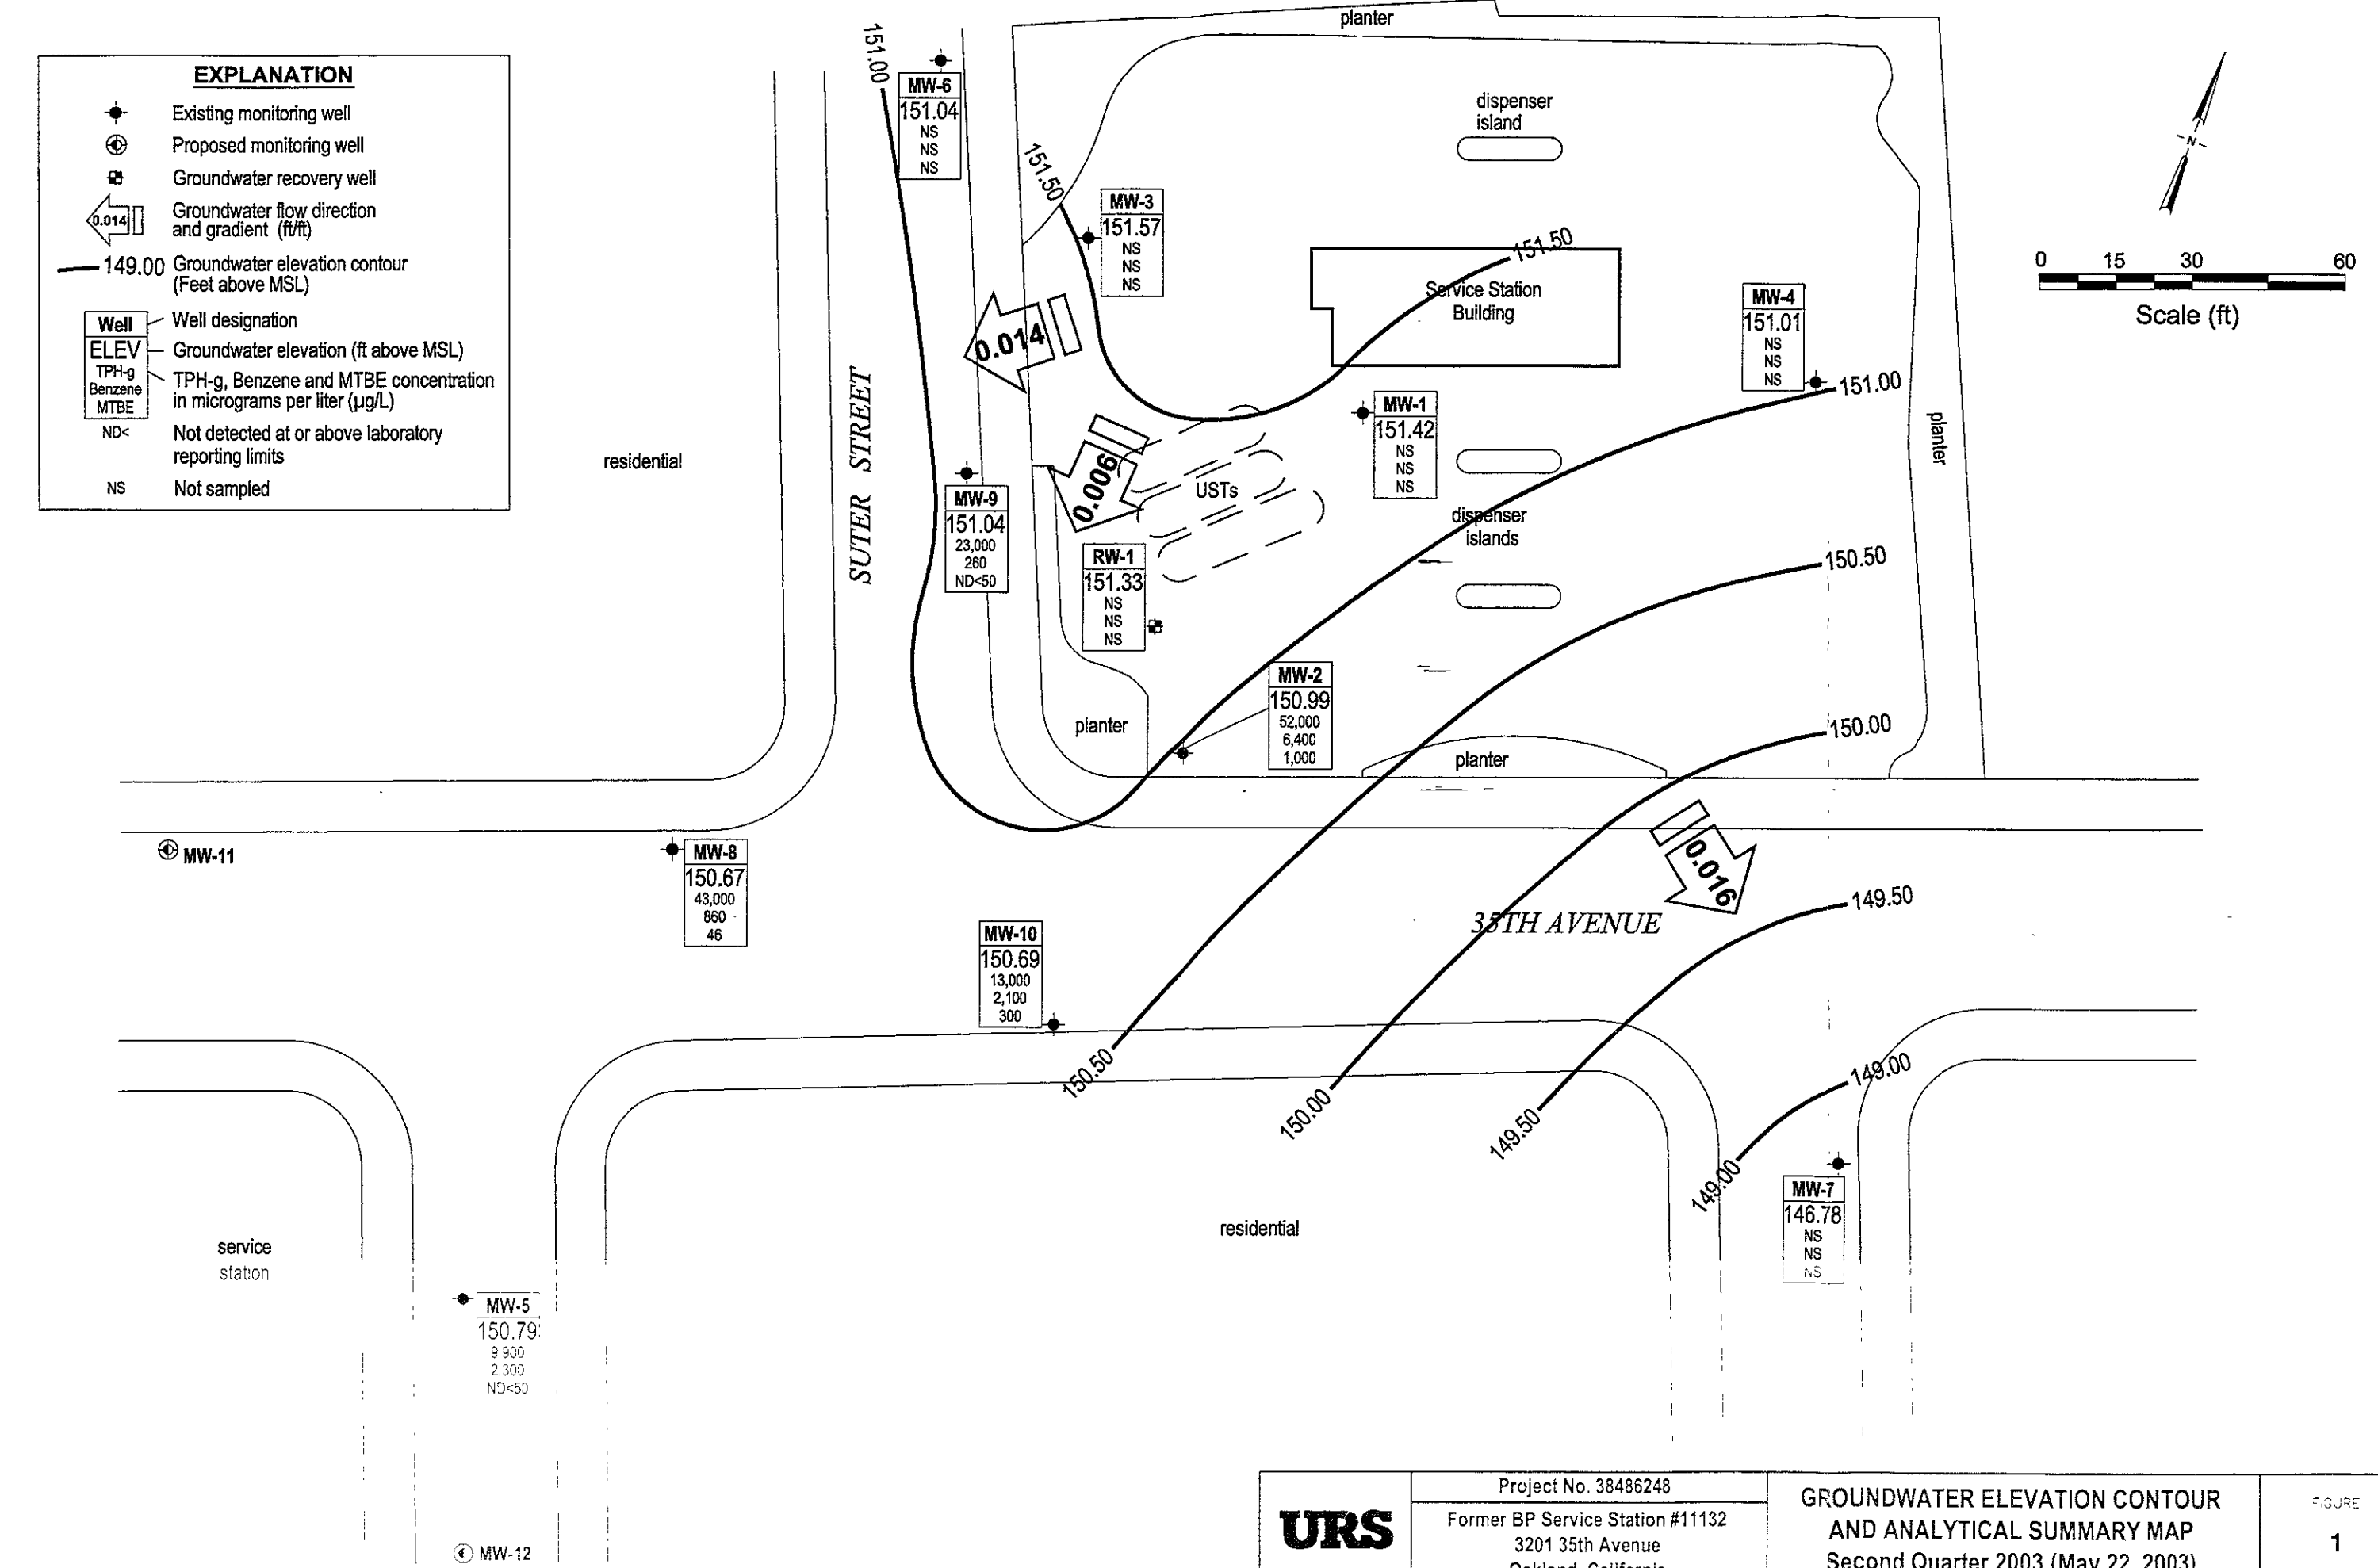 EXPLANATION
Existing monitoring well
Proposed monitoring well
Groundwater recovery well
0.014
Groundwater flow direction
and gradient (ft/ft)
149.00
Groundwater elevation contour
(Feet above MSL)
Well
Well designation
ELEV
Groundwater elevation (ft above MSL)
TPH-g
Benzene
MTBE
TPH-g, Benzene and MTBE concentration
in micrograms per liter (µg/L)
ND<
Not detected at or above laboratory
reporting limits
NS
Not sampled
planter
151.00
MW-6
151.04
NS
NS
NS
151.50
MW-3
151.57
NS
NS
NS
dispenser
island
151.50
Service Station
Building
N
0 15 30 60
Scale (ft)
MW-4
151.01
NS
NS
NS
151.00
planter
0.014
0.006
MW-1
151.42
NS
NS
NS
USTs
dispenser
islands
residential
SUTER STREET
MW-9
151.04
23,000
260
ND<50
RW-1
151.33
NS
NS
NS
150.50
MW-2
150.99
52,000
6,400
1,000
planter
planter
150.00
0.016
MW-11
MW-8
150.67
43,000
860
46
MW-10
150.69
13,000
2,100
300
35TH AVENUE
149.50
150.50
150.00
149.50
149.00
149.00
MW-7
146.78
NS
NS
NS
residential
service
station
MW-5
150.79
9 900
2,300
ND<50
MW-12
URS
Project No. 38486248
Former BP Service Station #11132
3201 35th Avenue
Oakland, California
GROUNDWATER ELEVATION CONTOUR
AND ANALYTICAL SUMMARY MAP
Second Quarter 2003 (May 22, 2003)
FIGURE
1